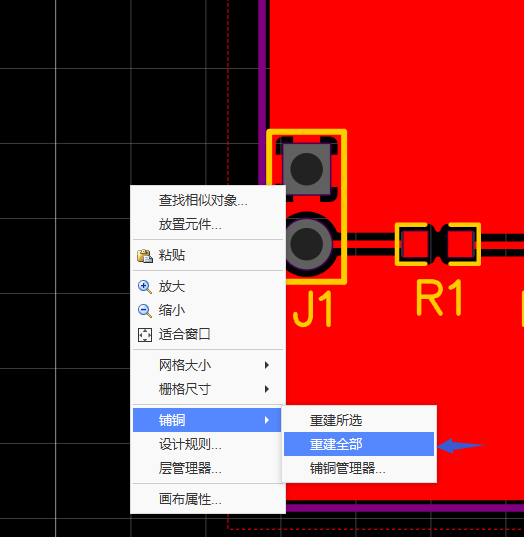 查找相似对象...
放置元件...
粘贴
放大
缩小
适合窗口
网格大小
栅格尺寸
铺铜
设计规则...
层管理器...
画布属性...
重建所选
重建全部
铺铜管理器...
J1
R1